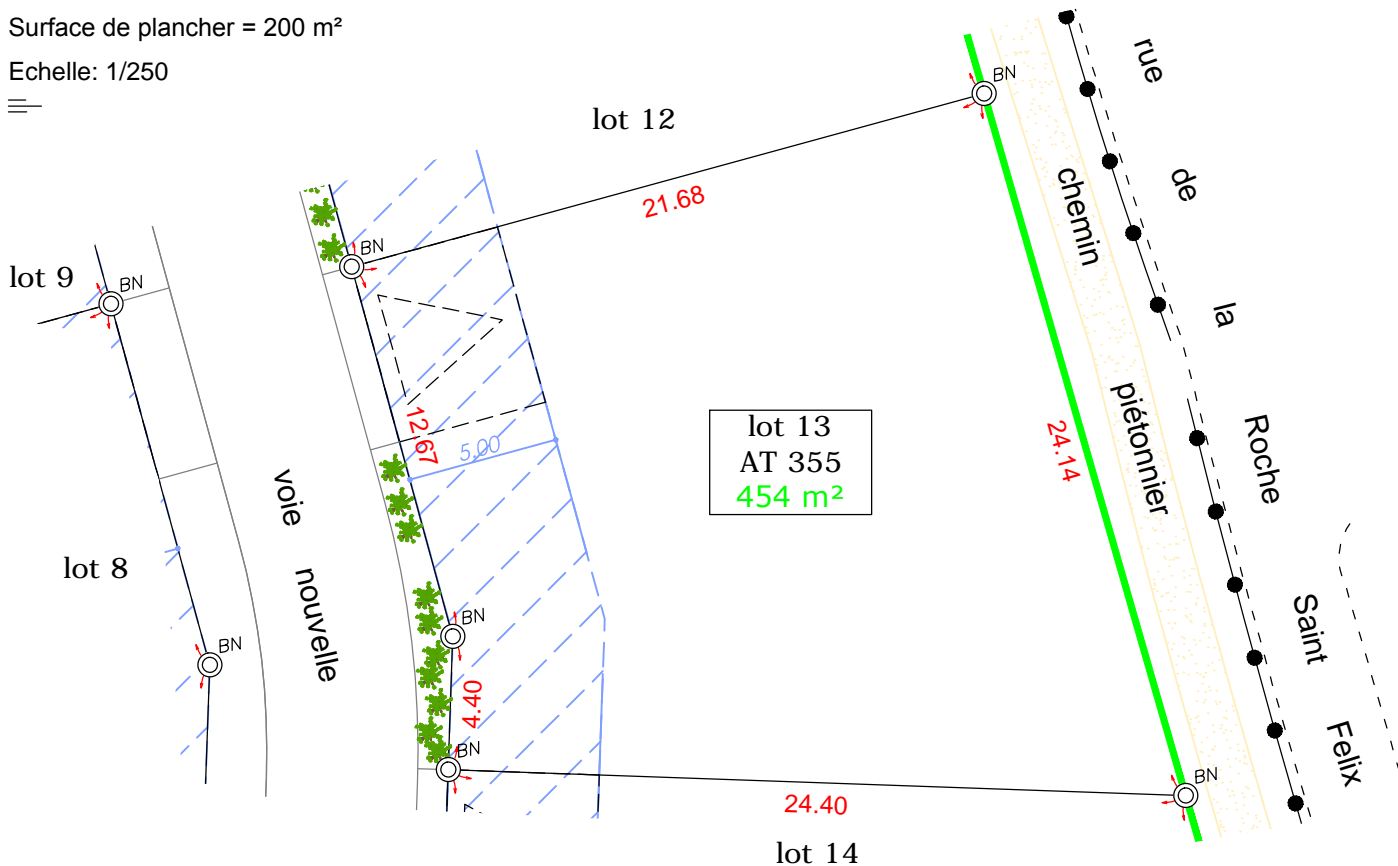 Surface de plancher = 200 m²
Echelle: 1/250
lot 12
BN
rue
de
la
Roche
Saint
Felix
chemin
piétonnier
21.68
BN
lot 9
BN
12.67
5.00
lot 13
AT 355
454 m²
24.14
voie
nouvelle
lot 8
BN
BN
4.40
BN
BN
24.40
lot 14